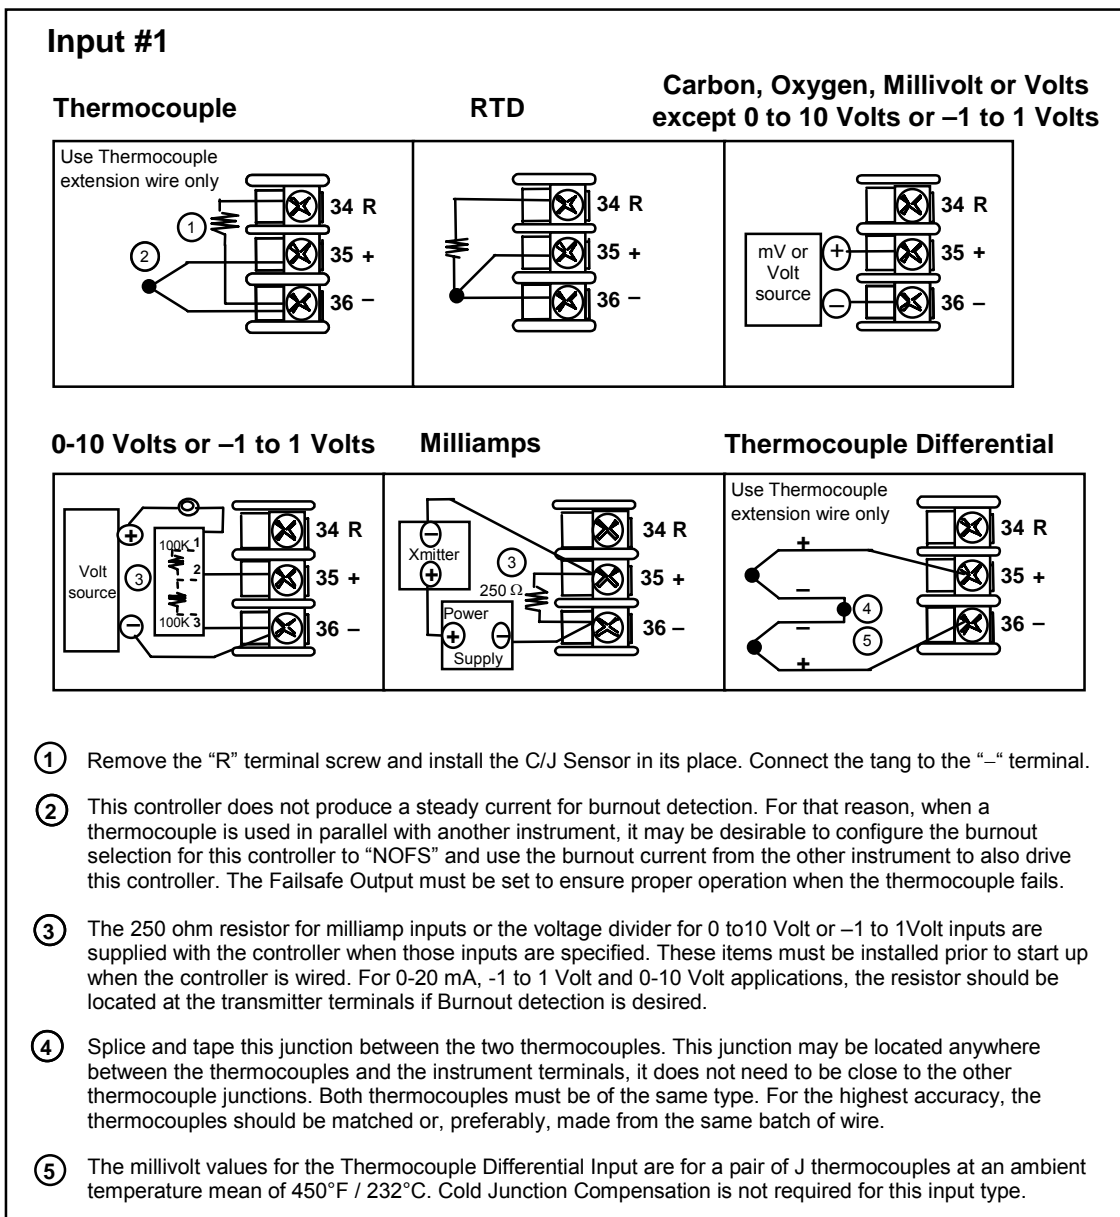 Input #1
Thermocouple
RTD
Carbon, Oxygen, Millivolt or Volts
except 0 to 10 Volts or –1 to 1 Volts
Use Thermocouple
extension wire only
1
2
34 R
35 +
36 –
34 R
35 +
36 –
mV or
Volt
source
+
–
34 R
35 +
36 –
0-10 Volts or –1 to 1 Volts
Milliamps
Thermocouple Differential
Volt
source
+
–
3
100K 1
2
100K 3
34 R
35 +
36 –
–
Xmitter
+
3
250 Ω
Power
+ –
Supply
34 R
35 +
36 –
Use Thermocouple
extension wire only
+
–
–
+
4
5
34 R
35 +
36 –
1 Remove the “R” terminal screw and install the C/J Sensor in its place. Connect the tang to the “–“ terminal.
2 This controller does not produce a steady current for burnout detection. For that reason, when a
thermocouple is used in parallel with another instrument, it may be desirable to configure the burnout
selection for this controller to “NOFS” and use the burnout current from the other instrument to also drive
this controller. The Failsafe Output must be set to ensure proper operation when the thermocouple fails.
3 The 250 ohm resistor for milliamp inputs or the voltage divider for 0 to10 Volt or –1 to 1Volt inputs are
supplied with the controller when those inputs are specified. These items must be installed prior to start up
when the controller is wired. For 0-20 mA, -1 to 1 Volt and 0-10 Volt applications, the resistor should be
located at the transmitter terminals if Burnout detection is desired.
4 Splice and tape this junction between the two thermocouples. This junction may be located anywhere
between the thermocouples and the instrument terminals, it does not need to be close to the other
thermocouple junctions. Both thermocouples must be of the same type. For the highest accuracy, the
thermocouples should be matched or, preferably, made from the same batch of wire.
5 The millivolt values for the Thermocouple Differential Input are for a pair of J thermocouples at an ambient
temperature mean of 450°F / 232°C. Cold Junction Compensation is not required for this input type.